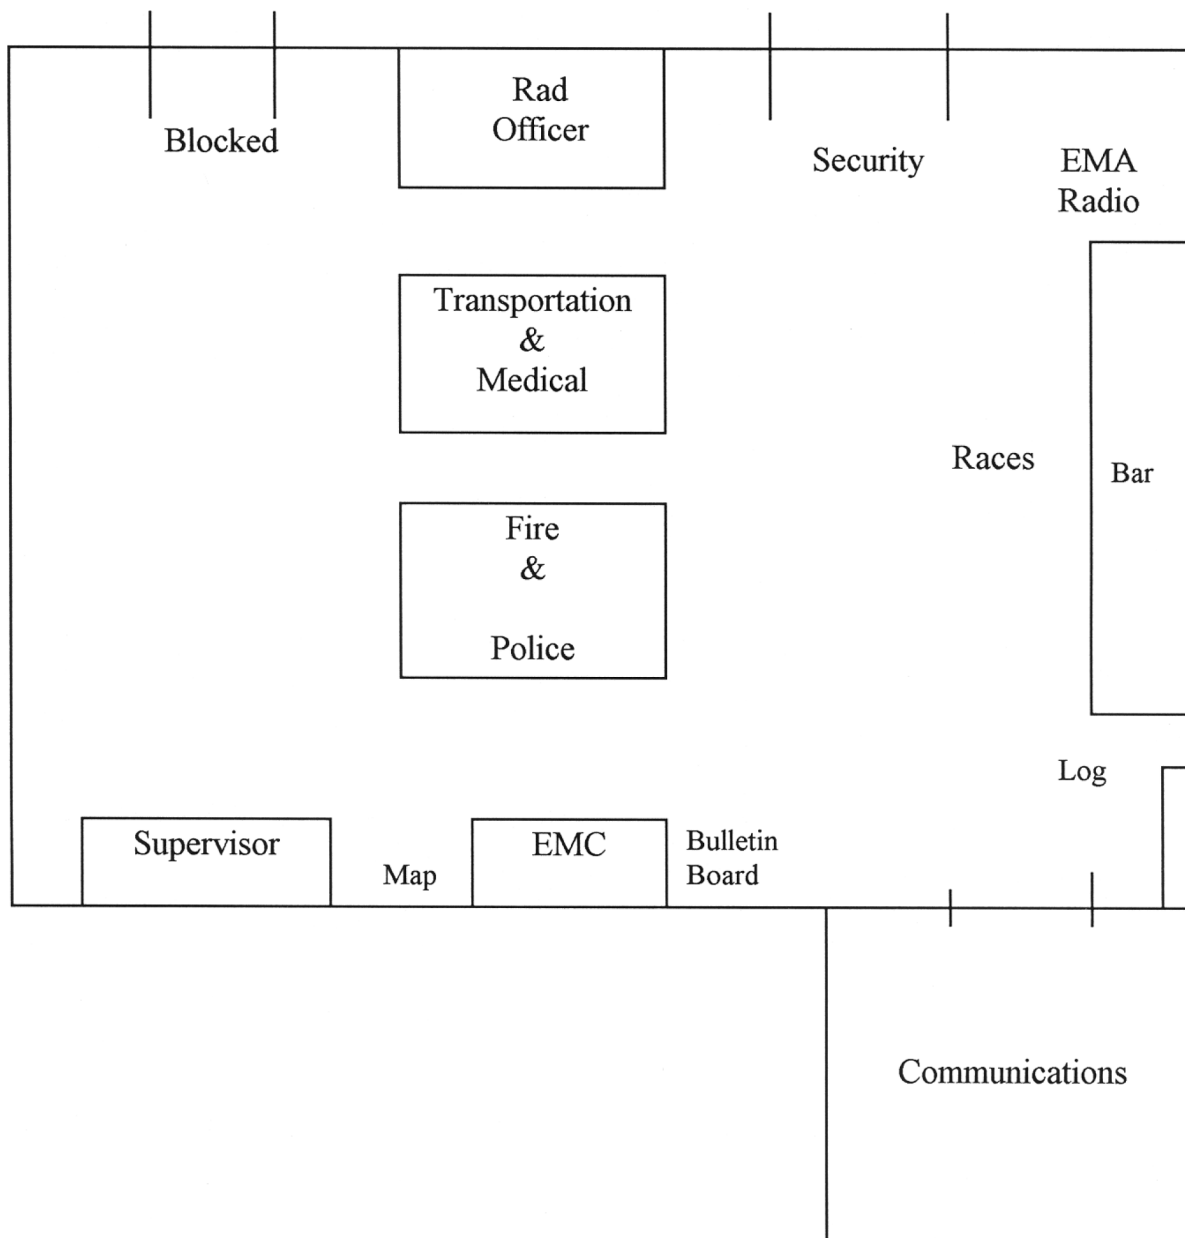 Blocked
Rad
Officer
Security
EMA
Radio
Transportation
&
Medical
Races
Bar
Fire
&
Police
Log
Supervisor
Map
EMC
Bulletin
Board
Communications